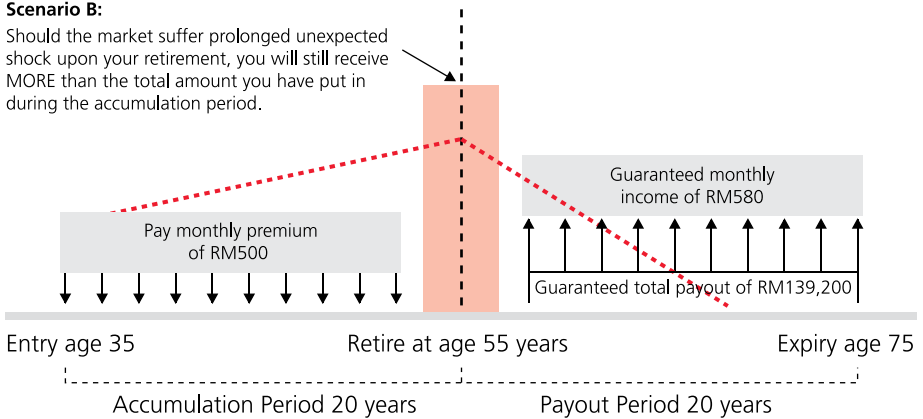 Scenario B:
Should the market suffer prolonged unexpected
shock upon your retirement, you will still receive
MORE than the total amount you have put in
during the accumulation period.
Guaranteed monthly
income of RM580
Pay monthly premium
of RM500
Guaranteed total payout of RM139,200
Entry age 35
Retire at age 55 years
Expiry age 75
Accumulation Period 20 years
Payout Period 20 years